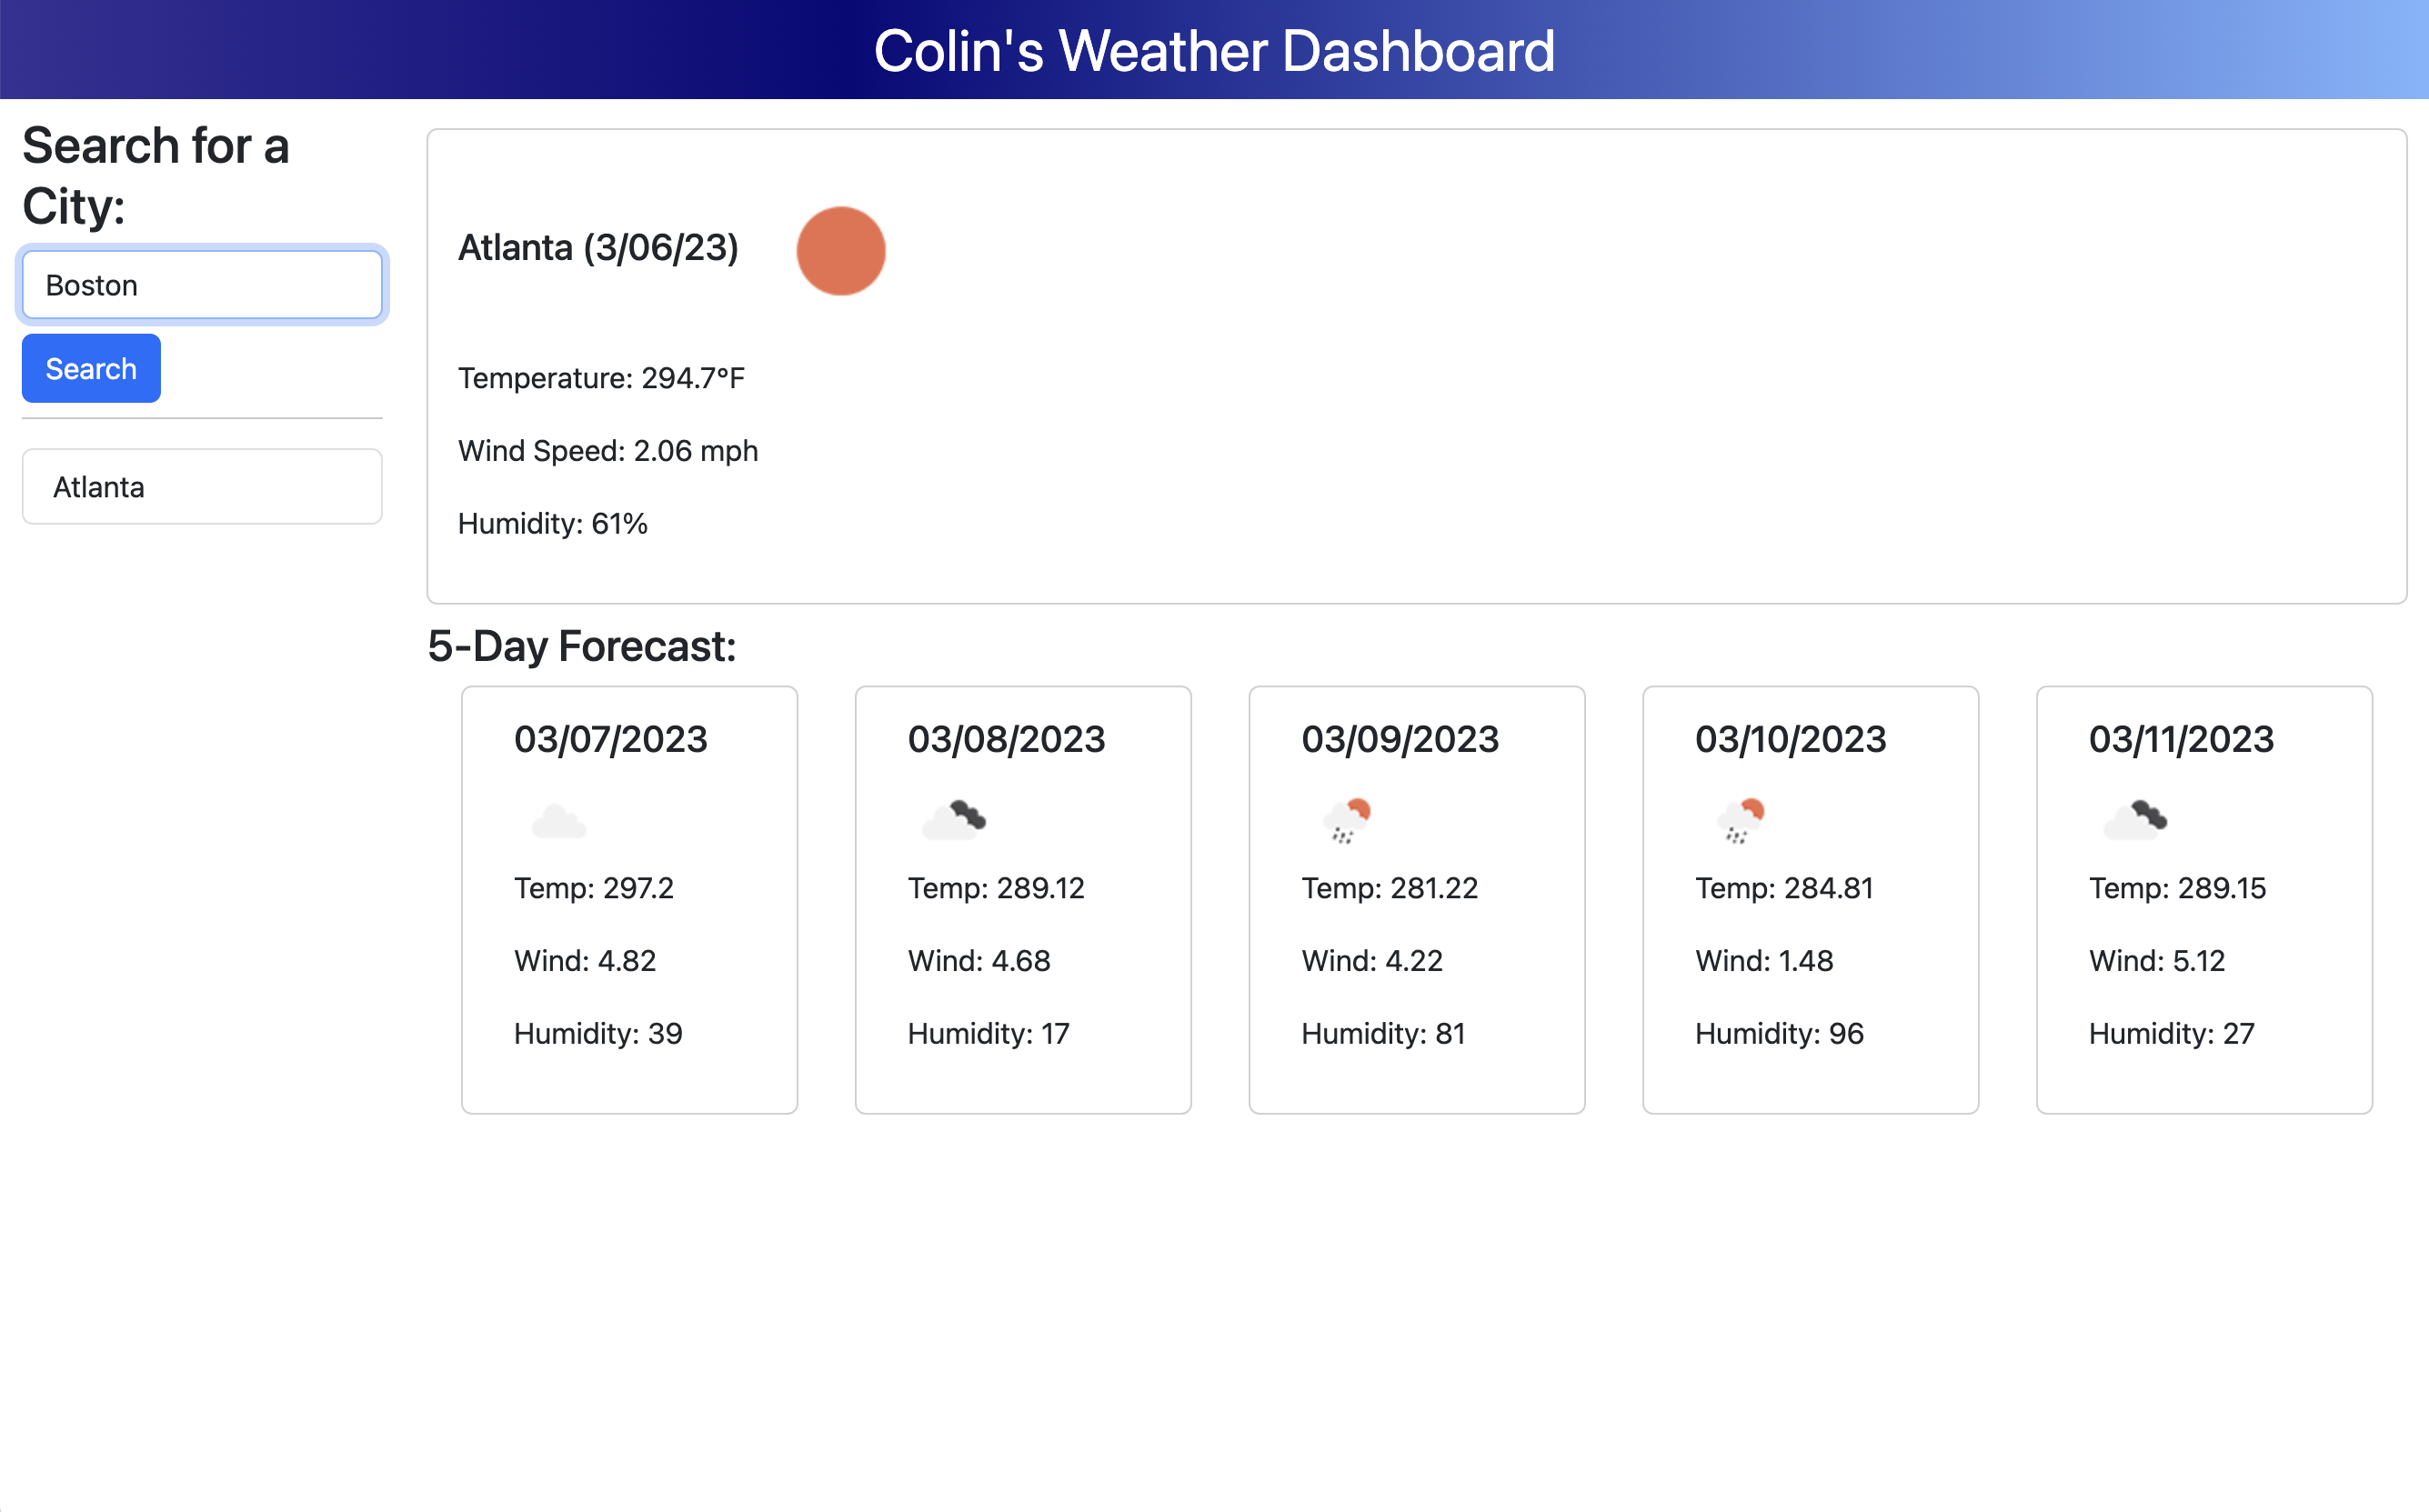 Colin's Weather Dashboard
Search for a
City:
Boston
Search
Atlanta
Atlanta (3/06/23)
Temperature: 294.7°F
Wind Speed: 2.06 mph
Humidity: 61%
5-Day Forecast:
03/07/2023
Temp: 297.2
Wind: 4.82
Humidity: 39
03/08/2023
Temp: 289.12
Wind: 4.68
Humidity: 17
03/09/2023
Temp: 281.22
Wind: 4.22
Humidity: 81
03/10/2023
Temp: 284.81
Wind: 1.48
Humidity: 96
03/11/2023
Temp: 289.15
Wind: 5.12
Humidity: 27